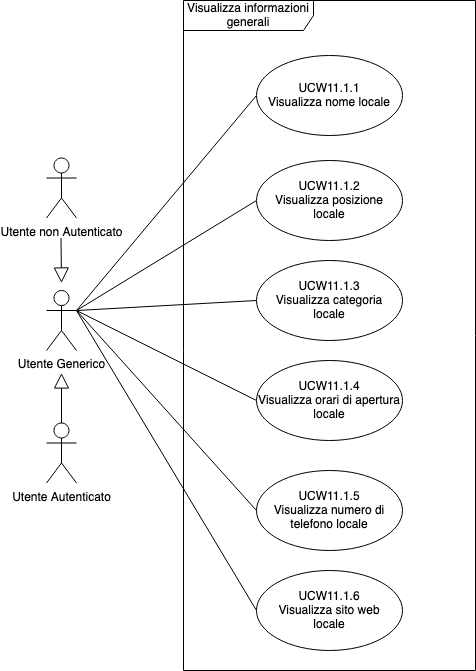 Visualizza informazioni
generali
UCW11.1.1
Visualizza nome locale
UCW11.1.2
Visualizza posizione
locale
Utente non Autenticato
UCW11.1.3
Visualizza categoria
locale
Utente Generico
UCW11.1.4
Visualizza orari di apertura
locale
Utente Autenticato
UCW11.1.5
Visualizza numero di
telefono locale
UCW11.1.6
Visualizza sito web
locale